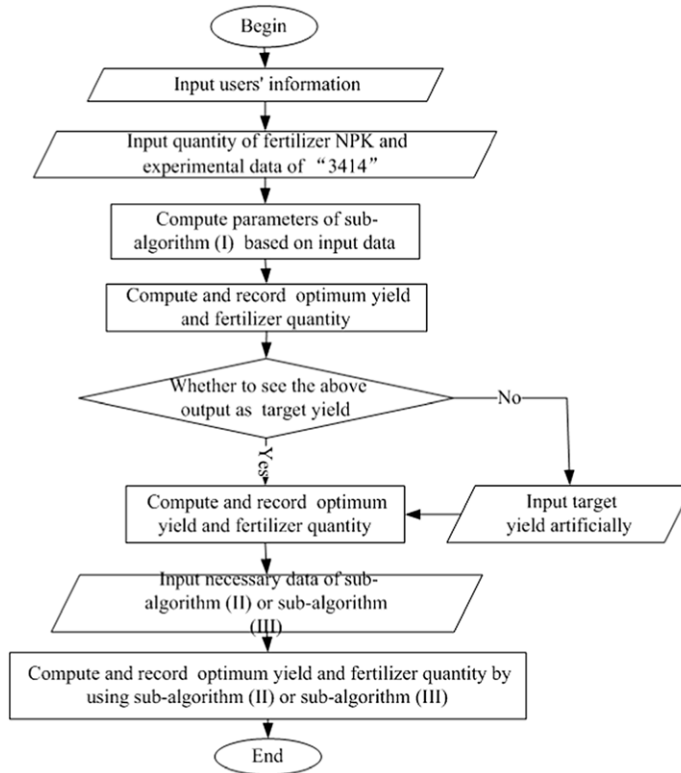 Begin
Input users' information
Input quantity of fertilizer NPK and
experimental data of “3414”
Compute parameters of sub-
algorithm (I) based on input data
Compute and record optimum yield
and fertilizer quantity
Whether to see the above
output as target yield
No
Yes
Compute and record optimum
yield and fertilizer quantity
Input target
yield artificially
Input necessary data of sub-
algorithm (II) or sub-algorithm
(III)
Compute and record optimum yield and fertilizer quantity by
using sub-algorithm (II) or sub-algorithm (III)
End